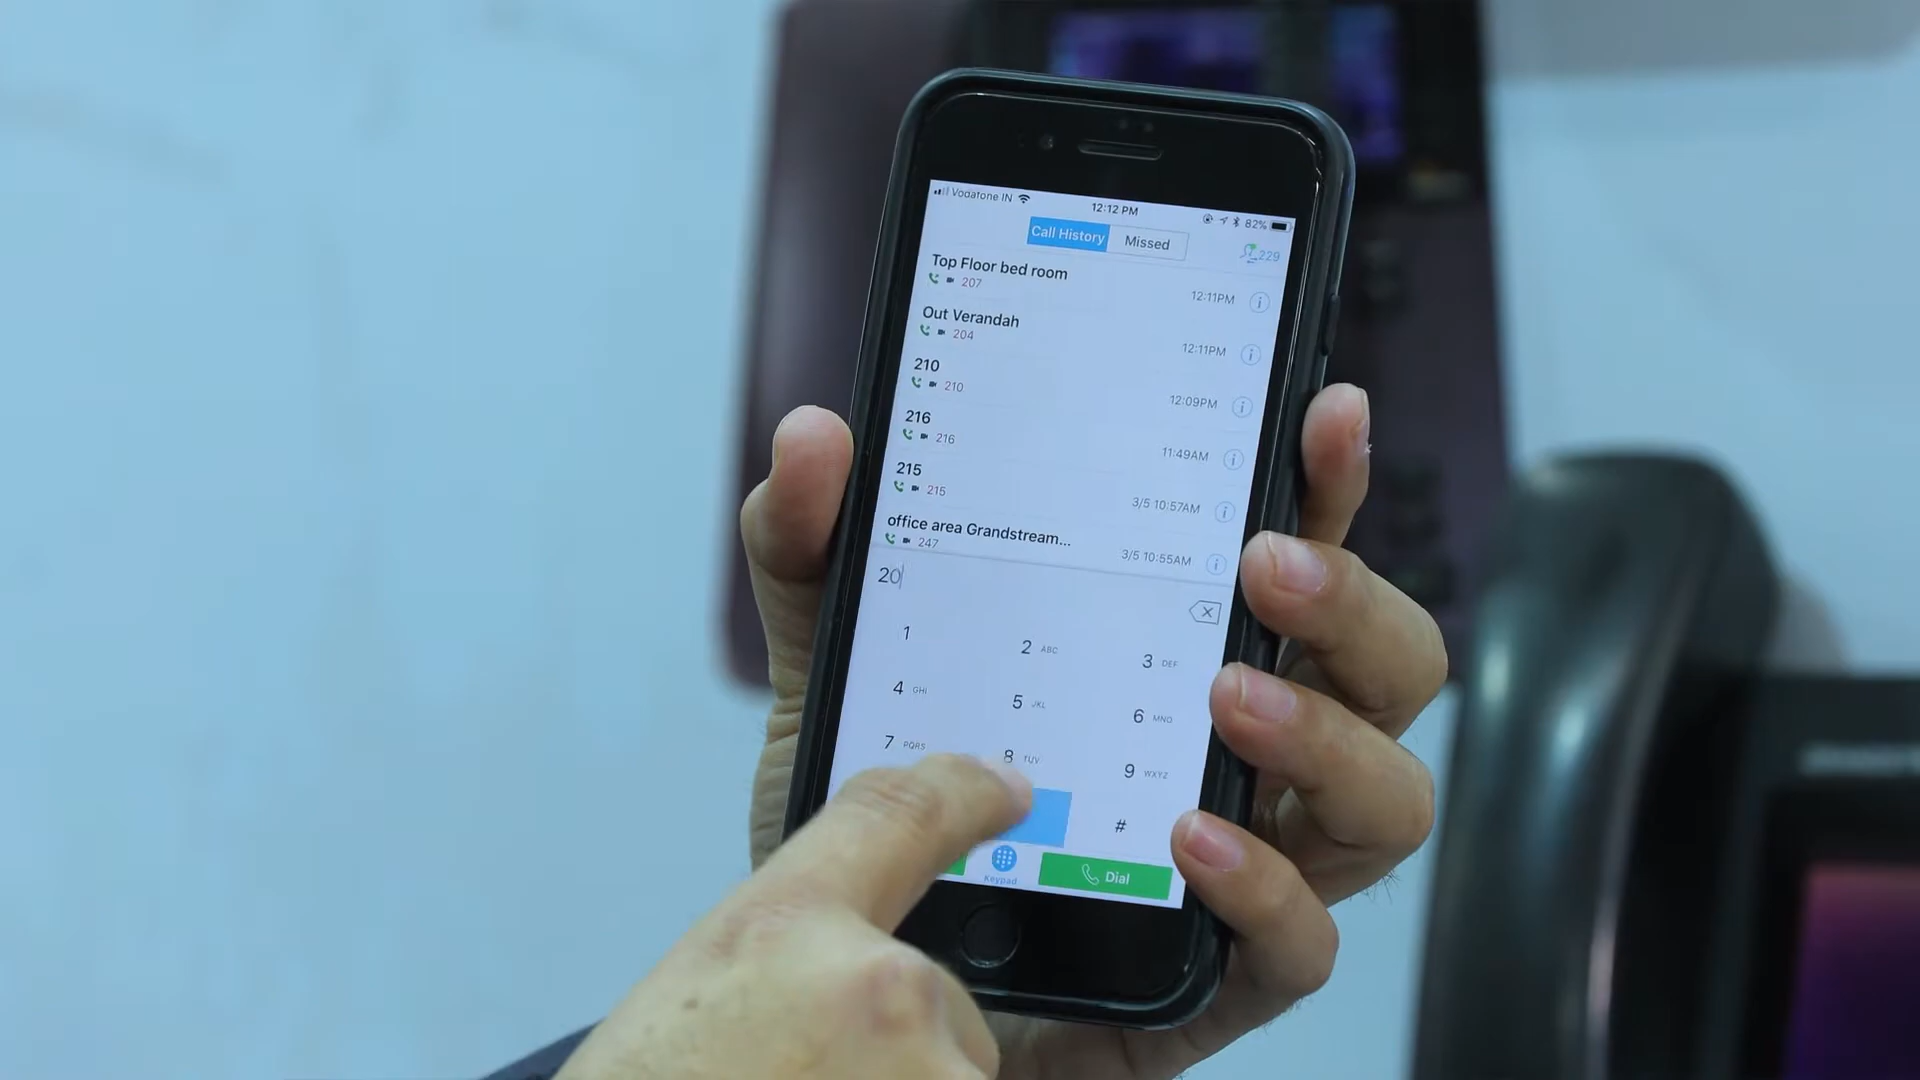 Vodafone IN 12:12 PM 82%
Call History Missed 229
Top Floor bed room
207 12:11PM
Out Verandah
204 12:11PM
210
210 12:09PM
216
216 11:49AM
215
215 3/5 10:57AM
office area Grandstream...
247 3/5 10:55AM
20
1 2 ABC 3 DEF
4 GHI 5 JKL 6 MNO
7 PQRS 8 TUV 9 WXYZ
#
Keypad Dial